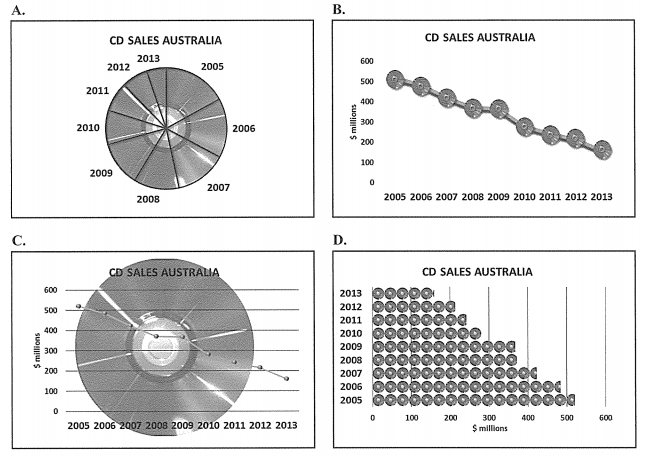 A.
CD SALES AUSTRALIA
2013
2012
2005
2011
2010
2006
2009
2007
2008
B.
CD SALES AUSTRALIA
600
500
400
300
200
100
0
$ millions
2005 2006 2007 2008 2009 2010 2011 2012 2013
C.
CD SALES AUSTRALIA
600
500
400
300
200
100
0
$ millions
2005 2006 2007 2008 2009 2010 2011 2012 2013
D.
CD SALES AUSTRALIA
2013
2012
2011
2010
2009
2008
2007
2006
2005
0 100 200 300 400 500 600
$ millions